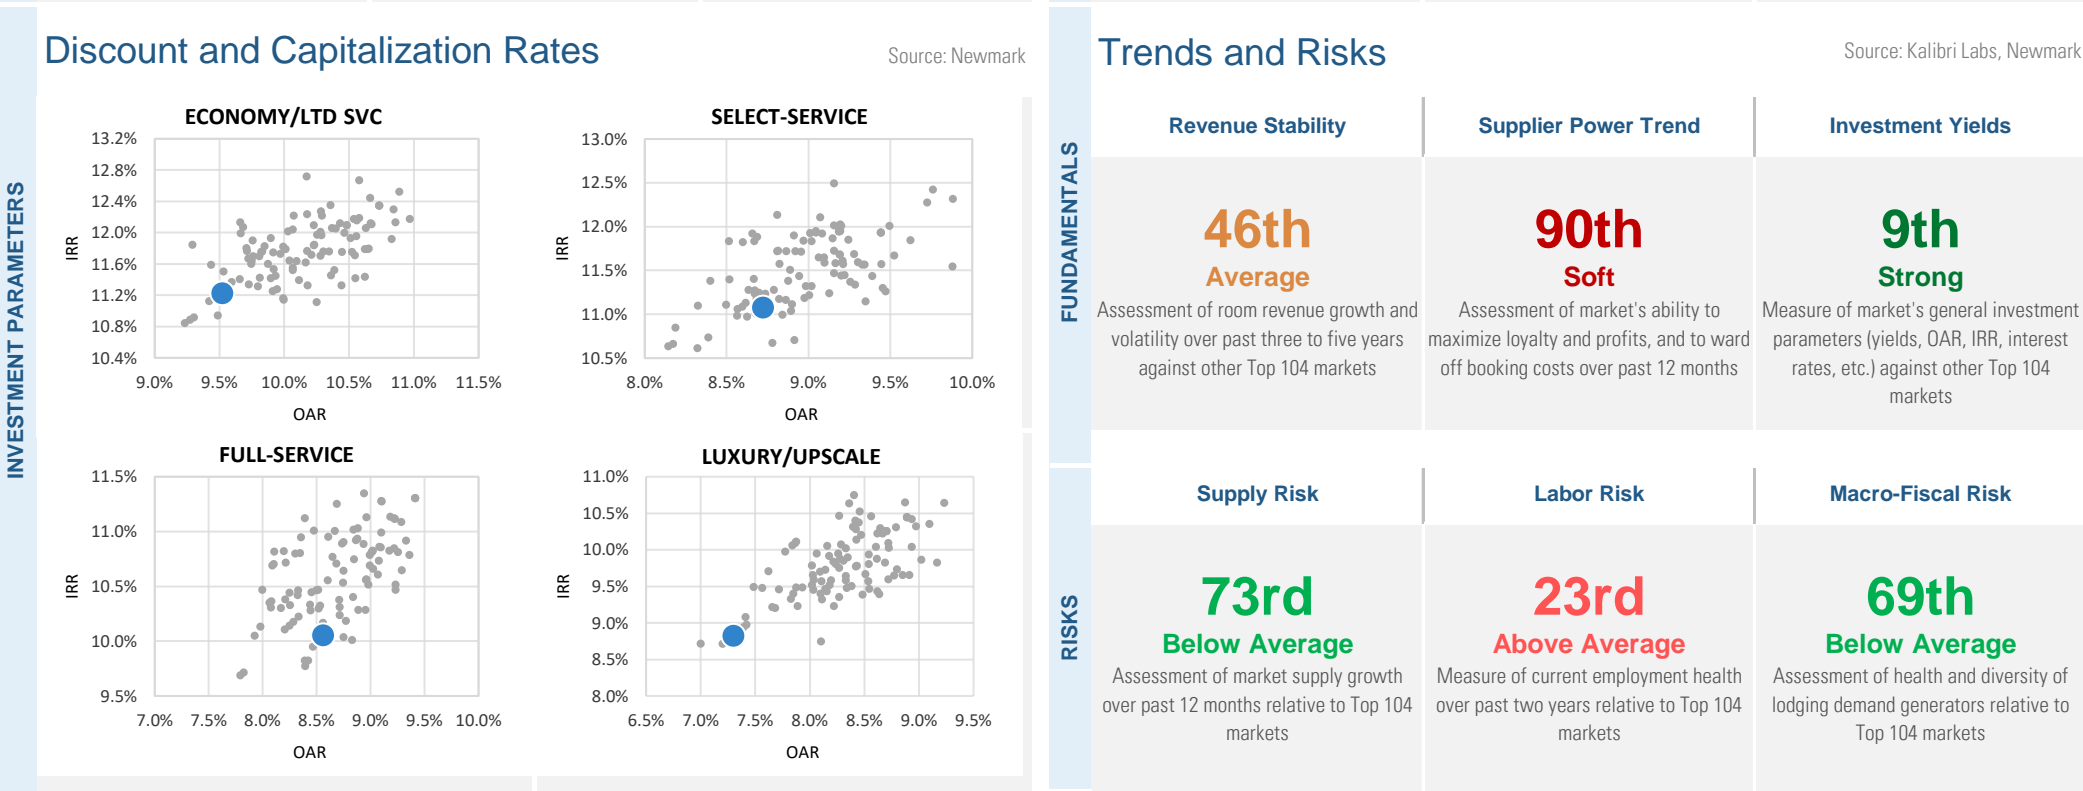 Discount and Capitalization Rates
Source: Newmark
INVESTMENT PARAMETERS
ECONOMY/LTD SVC
13.2%
12.8%
12.4%
12.0%
11.6%
11.2%
10.8%
10.4%
IRR
9.0% 9.5% 10.0% 10.5% 11.0% 11.5%
OAR
SELECT-SERVICE
13.0%
12.5%
12.0%
11.5%
11.0%
10.5%
IRR
8.0% 8.5% 9.0% 9.5% 10.0%
OAR
FULL-SERVICE
11.5%
11.0%
10.5%
10.0%
9.5%
IRR
7.0% 7.5% 8.0% 8.5% 9.0% 9.5% 10.0%
OAR
LUXURY/UPSCALE
11.0%
10.5%
10.0%
9.5%
9.0%
8.5%
8.0%
IRR
6.5% 7.0% 7.5% 8.0% 8.5% 9.0% 9.5%
OAR
Trends and Risks
Source: Kalibri Labs, Newmark
FUNDAMENTALS
Revenue Stability
46th
Average
Assessment of room revenue growth and
volatility over past three to five years
against other Top 104 markets
Supplier Power Trend
90th
Soft
Assessment of market's ability to
maximize loyalty and profits, and to ward
off booking costs over past 12 months
Investment Yields
9th
Strong
Measure of market's general investment
parameters (yields, OAR, IRR, interest
rates, etc.) against other Top 104
markets
RISKS
Supply Risk
73rd
Below Average
Assessment of market supply growth
over past 12 months relative to Top 104
markets
Labor Risk
23rd
Above Average
Measure of current employment health
over past two years relative to Top 104
markets
Macro-Fiscal Risk
69th
Below Average
Assessment of health and diversity of
lodging demand generators relative to
Top 104 markets